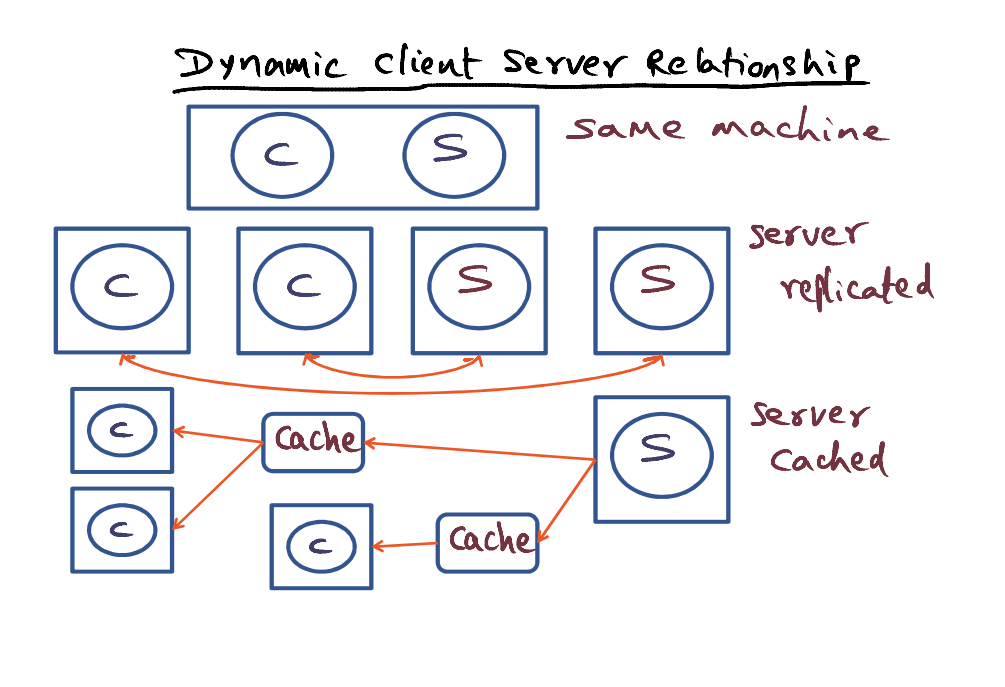 Dynamic Client Server Relationship
C S same machine
C C S S server
replicated
C Cache S server
cached
C C Cache